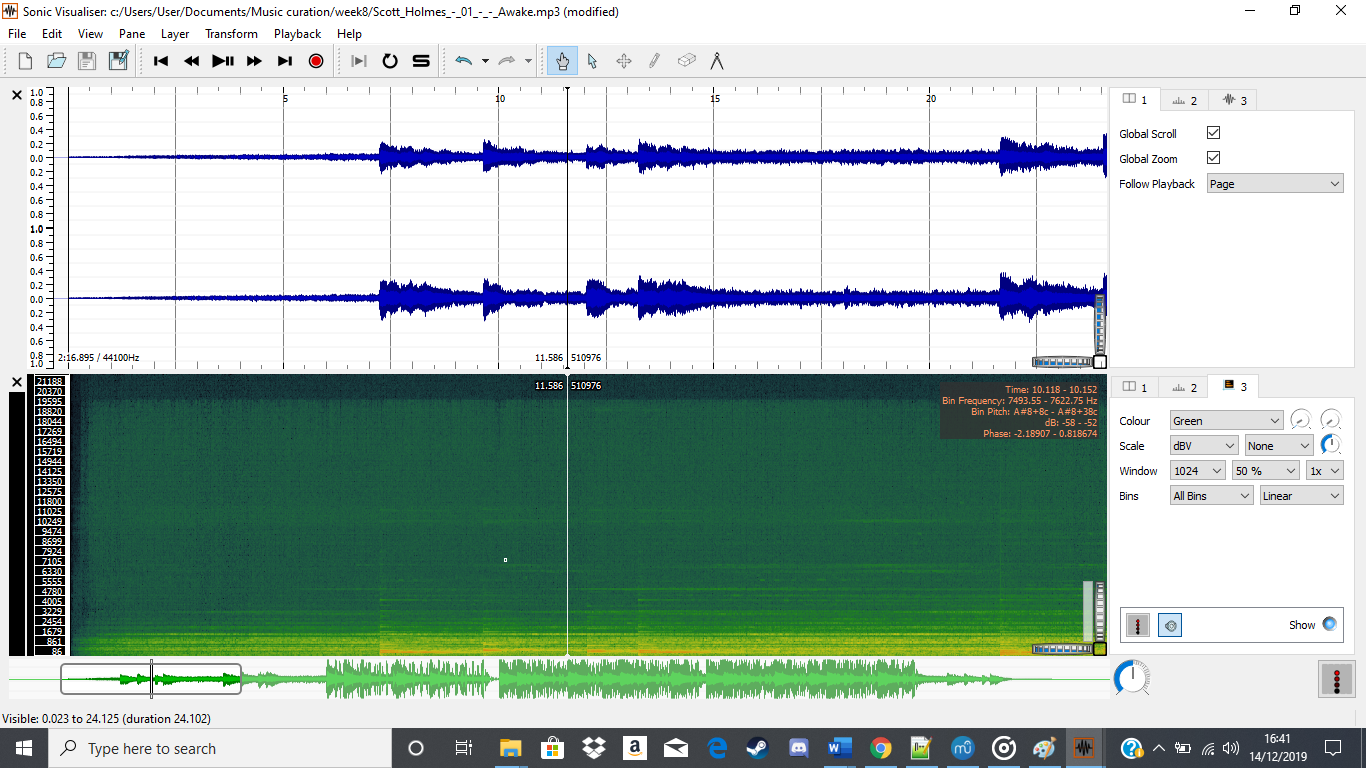 Sonic Visualiser: c:/Users/User/Documents/Music curation/week8/Scott_Holmes_-_01_-_-_Awake.mp3 (modified)
File Edit View Pane Layer Transform Playback Help
1.0
0.8
0.6
0.4
0.2
0.0
0.2
0.4
0.6
0.8
1.0
0.8
0.6
0.4
0.2
0.0
0.2
0.4
0.6
0.8
1.0
5 10 15 20
2:16.895 / 44100Hz
11.586 510976
1 2 3
Global Scroll
Global Zoom
Follow Playback Page
21188
20370
19595
18820
18044
17269
16494
15719
14944
14125
13350
12575
11800
11025
10249
9474
8699
7924
7105
6330
5555
4780
4005
3229
2454
1679
861
86
11.586 510976
Time: 10.118 - 10.152
Bin Frequency: 7493.55 - 7622.75 Hz
Bin Pitch: A#8+8c - A#8+38c
dB: -58 - -52
Phase: -2.18907 - 0.818674
1 2 3
Colour Green
Scale dBV None
Window 1024 50 % 1x
Bins All Bins Linear
Show
Visible: 0.023 to 24.125 (duration 24.102)
Type here to search
16:41
14/12/2019